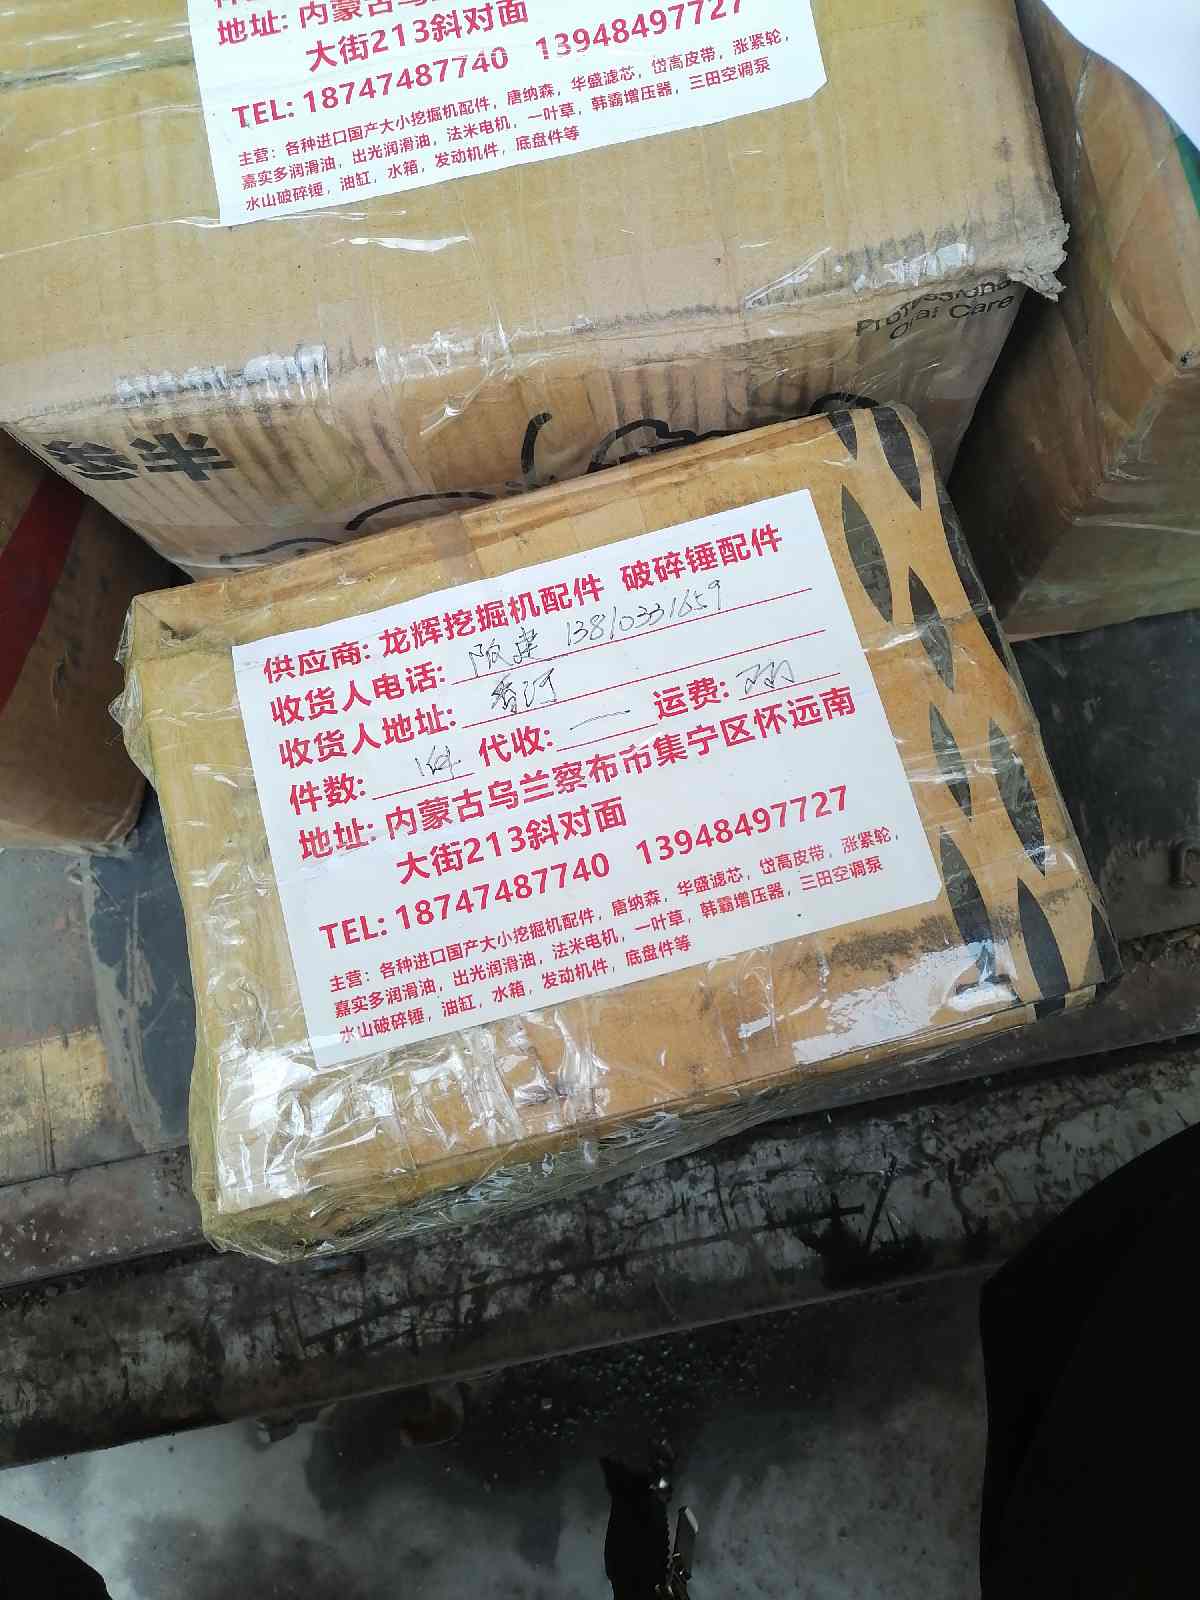 地址: 内蒙古乌
大街213斜对面
TEL: 18747487740 13948497727
主营：各种进口国产大小挖掘机配件，唐纳森，华盛滤芯，岱高皮带，涨紧轮，
嘉实多润滑油，出光润滑油，法米电机，一叶草，韩霸增压器，三田空调泵
水山破碎锤，油缸，水箱，发动机件，底盘件等
Professional
Oral Care
供应商: 龙辉挖掘机配件 破碎锤配件
收货人电话: 13810331659
收货人地址: 香河
件数: 1件 代收: 一 运费:
地址: 内蒙古乌兰察布市集宁区怀远南
大街213斜对面
TEL: 18747487740 13948497727
主营：各种进口国产大小挖掘机配件，唐纳森，华盛滤芯，岱高皮带，涨紧轮，
嘉实多润滑油，出光润滑油，法米电机，一叶草，韩霸增压器，三田空调泵
水山破碎锤，油缸，水箱，发动机件，底盘件等